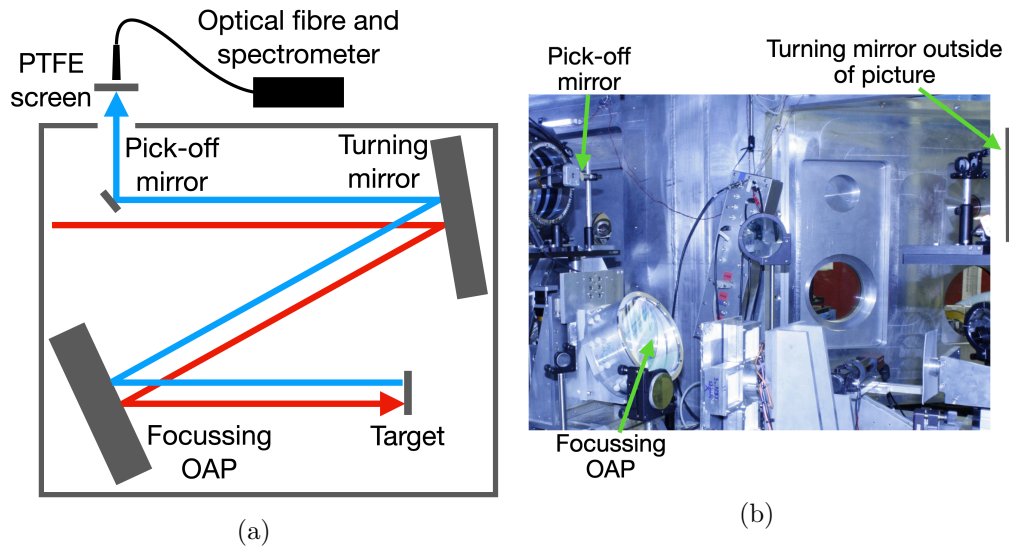 Optical fibre and
spectrometer
PTFE
screen
Pick-off
mirror
Turning
mirror
Focussing
OAP
Target
(a)
Pick-off
mirror
Turning mirror outside
of picture
Focussing
OAP
(b)